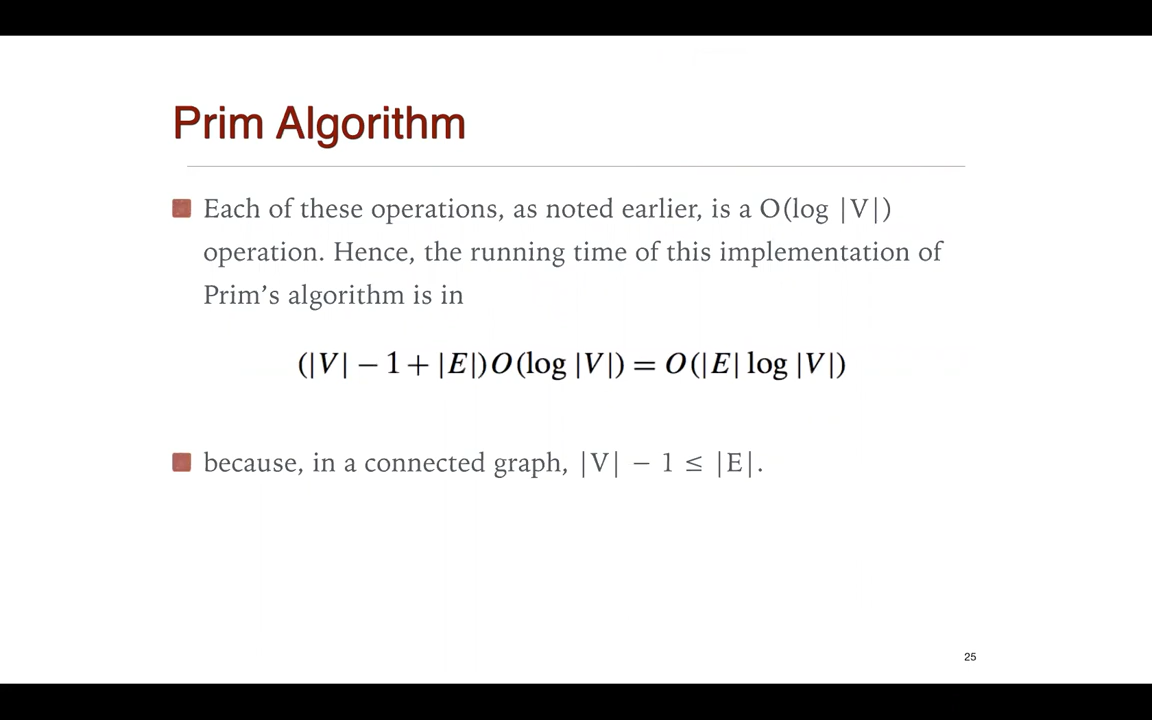 Prim Algorithm
Each of these operations, as noted earlier, is a O(log |V|)
operation. Hence, the running time of this implementation of
Prim’s algorithm is in
(|V| − 1 + |E|)O(log |V|) = O(|E| log |V|)
because, in a connected graph, |V| − 1 ≤ |E|.
25